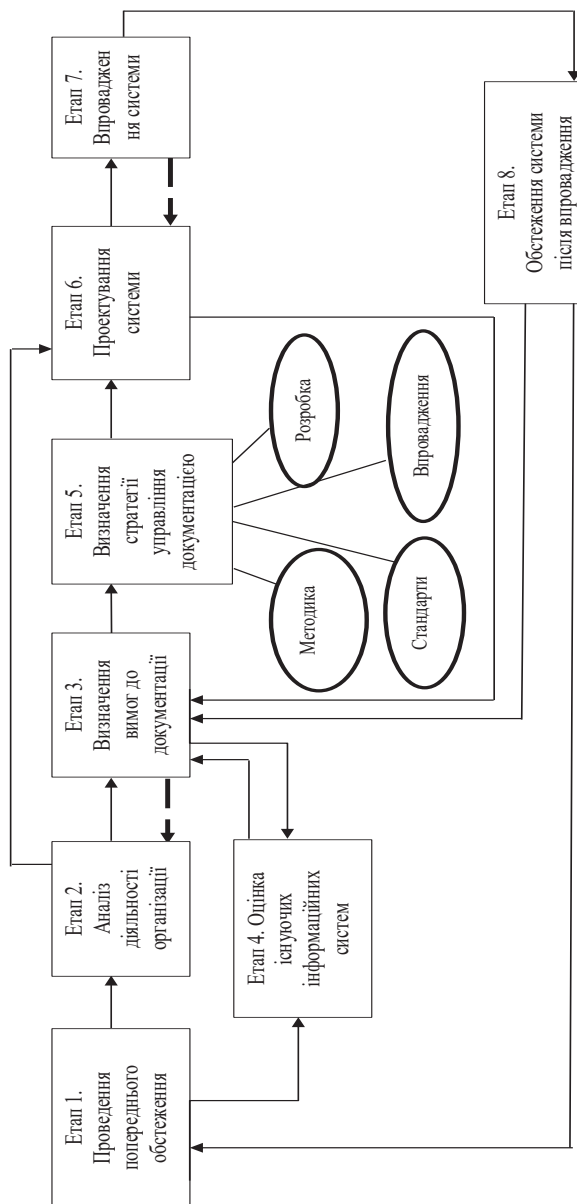 Етап 1.
Проведення
попереднього
обстеження
Етап 2.
Аналіз
діяльності
організації
Етап 3.
Визначення
вимог до
документації
Етап 4. Оцінка
існуючих
інформаційних
систем
Етап 5.
Визначення
стратегії
управління
документацією
Методика
Стандарти
Розробка
Впровадження
Етап 6.
Проектування
системи
Етап 7.
Впроваджен
ня системи
Етап 8.
Обстеження системи
після впровадження